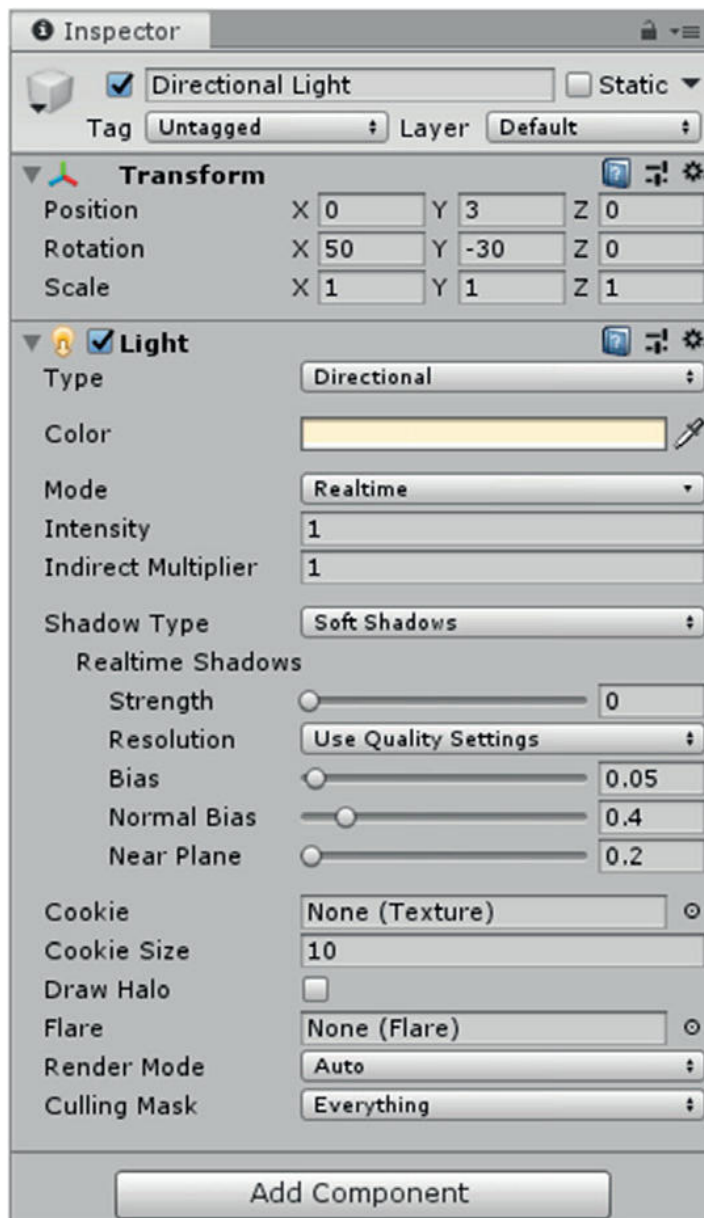 Inspector
Directional Light Static
Tag Untagged Layer Default
Transform
Position X 0 Y 3 Z 0
Rotation X 50 Y -30 Z 0
Scale X 1 Y 1 Z 1
Light
Type Directional
Color
Mode Realtime
Intensity 1
Indirect Multiplier 1
Shadow Type Soft Shadows
Realtime Shadows
Strength 0
Resolution Use Quality Settings
Bias 0.05
Normal Bias 0.4
Near Plane 0.2
Cookie None (Texture)
Cookie Size 10
Draw Halo
Flare None (Flare)
Render Mode Auto
Culling Mask Everything
Add Component